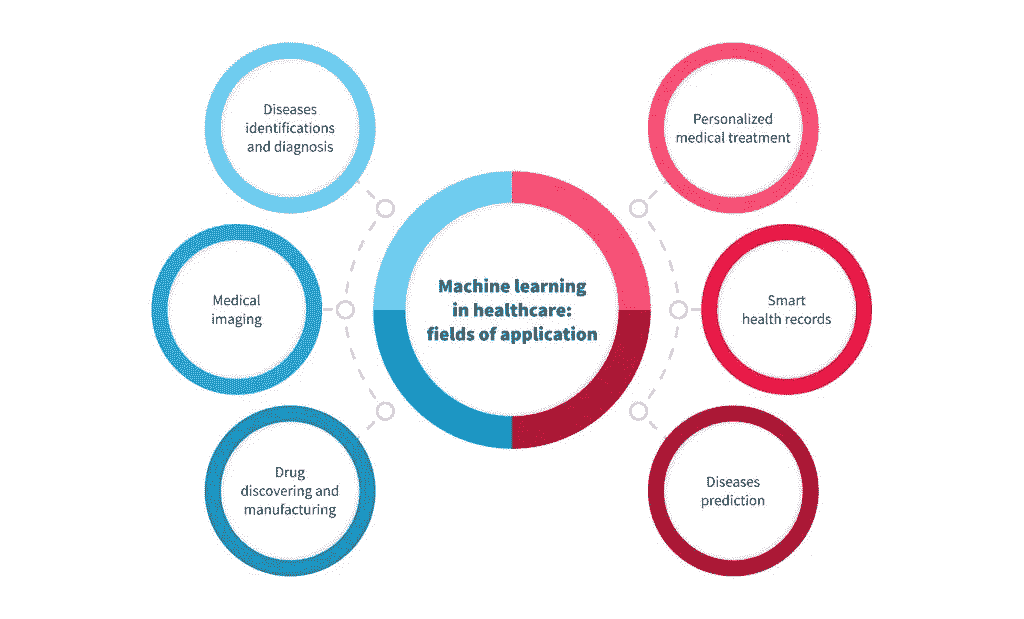 Diseases
identifications
and diagnosis
Personalized
medical treatment
Medical
imaging
Machine learning
in healthcare:
fields of application
Smart
health records
Drug
discovering and
manufacturing
Diseases
prediction